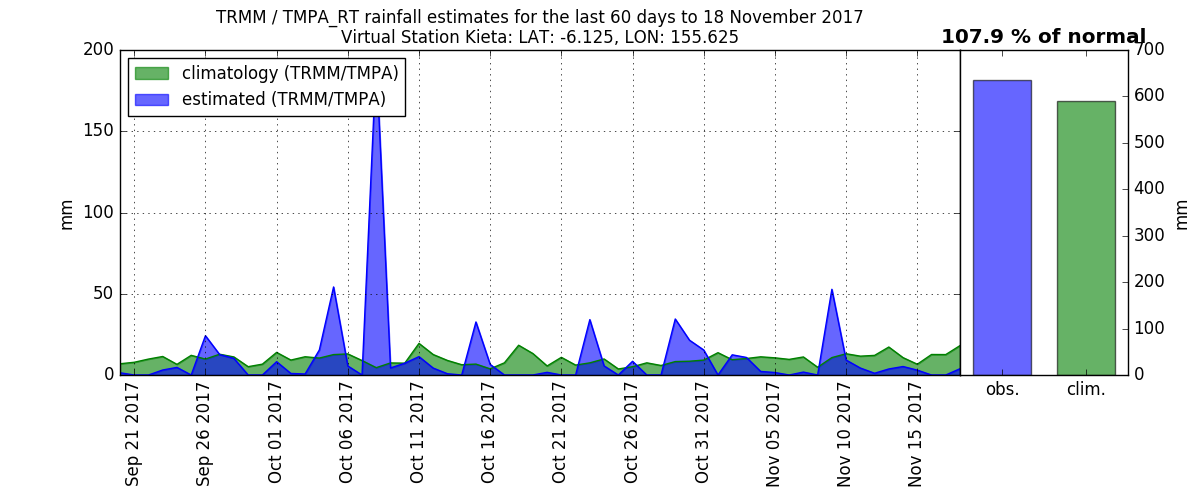 TRMM / TMPA_RT rainfall estimates for the last 60 days to 18 November 2017
Virtual Station Kieta: LAT: -6.125, LON: 155.625
107.9 % of normal
climatology (TRMM/TMPA)
estimated (TRMM/TMPA)
200
150
100
50
0
mm
Sep 21 2017
Sep 26 2017
Oct 01 2017
Oct 06 2017
Oct 11 2017
Oct 16 2017
Oct 21 2017
Oct 26 2017
Oct 31 2017
Nov 05 2017
Nov 10 2017
Nov 15 2017
700
600
500
400
300
200
100
0
mm
obs.
clim.